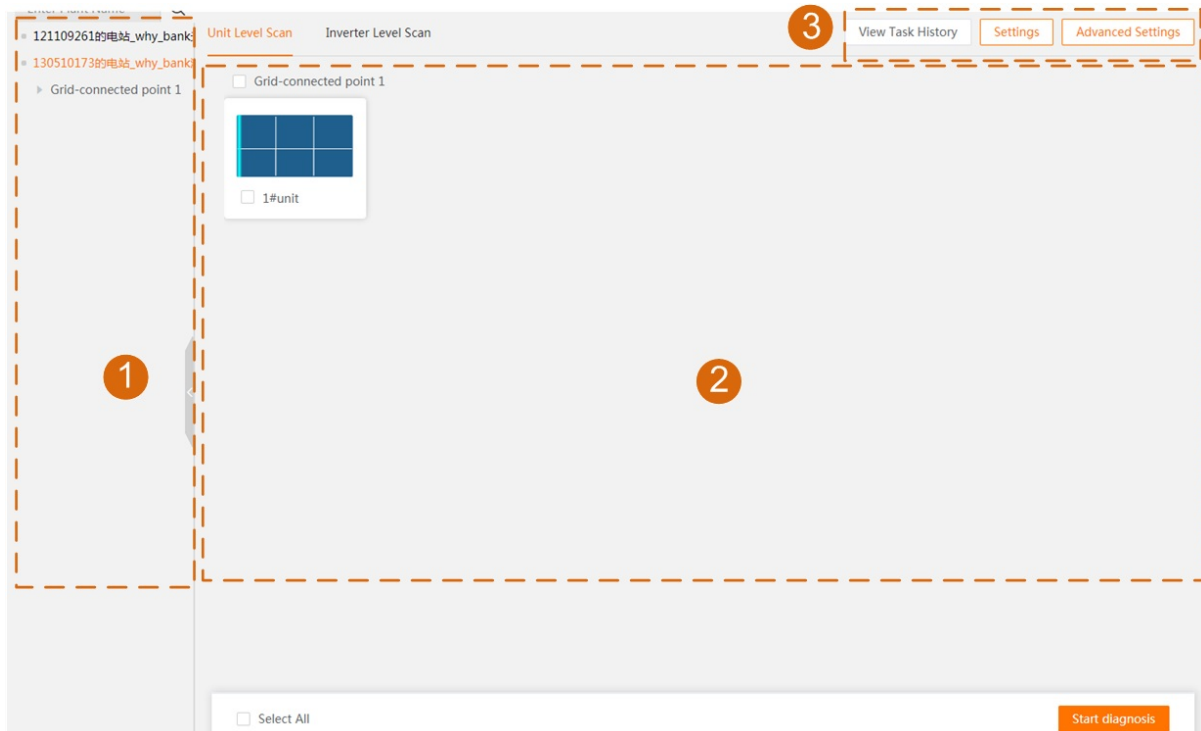 Enter Plant Name
121109261的电站_why_bank
130510173的电站_why_bank
Grid-connected point 1
1
Unit Level Scan
Inverter Level Scan
3
View Task History
Settings
Advanced Settings
Grid-connected point 1
1#unit
2
Select All
Start diagnosis